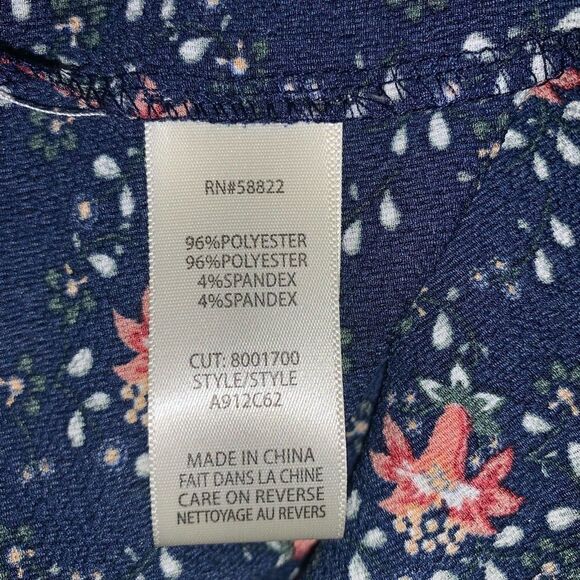 RN#58822
96%POLYESTER
96%POLYESTER
4%SPANDEX
4%SPANDEX
CUT: 8001700
STYLE/STYLE
A912C62
MADE IN CHINA
FAIT DANS LA CHINE
CARE ON REVERSE
NETTOYAGE AU REVERS